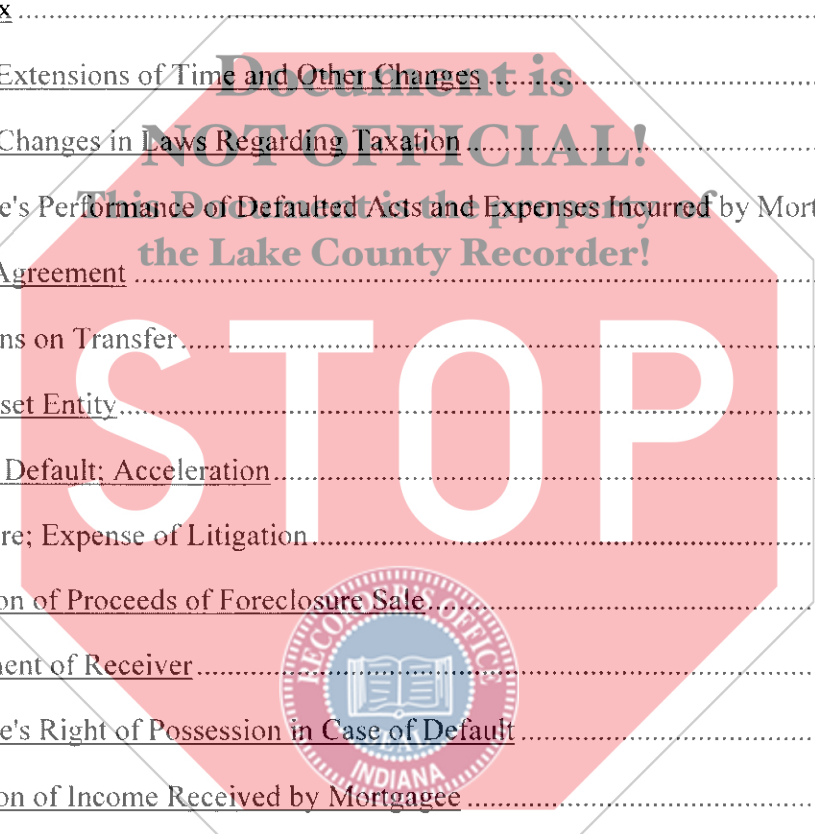 x
Extensions of Time and Other Changes
Document is
Changes in Laws Regarding Taxation
NOT OFFICIAL!
e's Performance of Defaulted Acts and Expenses Incurred by Mort
This Document is the property of
the Lake County Recorder!
Agreement
ns on Transfer
STOP
set Entity
Default; Acceleration
re; Expense of Litigation
on of Proceeds of Foreclosure Sale
RECORDER'S OFFICE
ent of Receiver
e's Right of Possession in Case of Default
SEAL
INDIANA
on of Income Received by Mortgagee